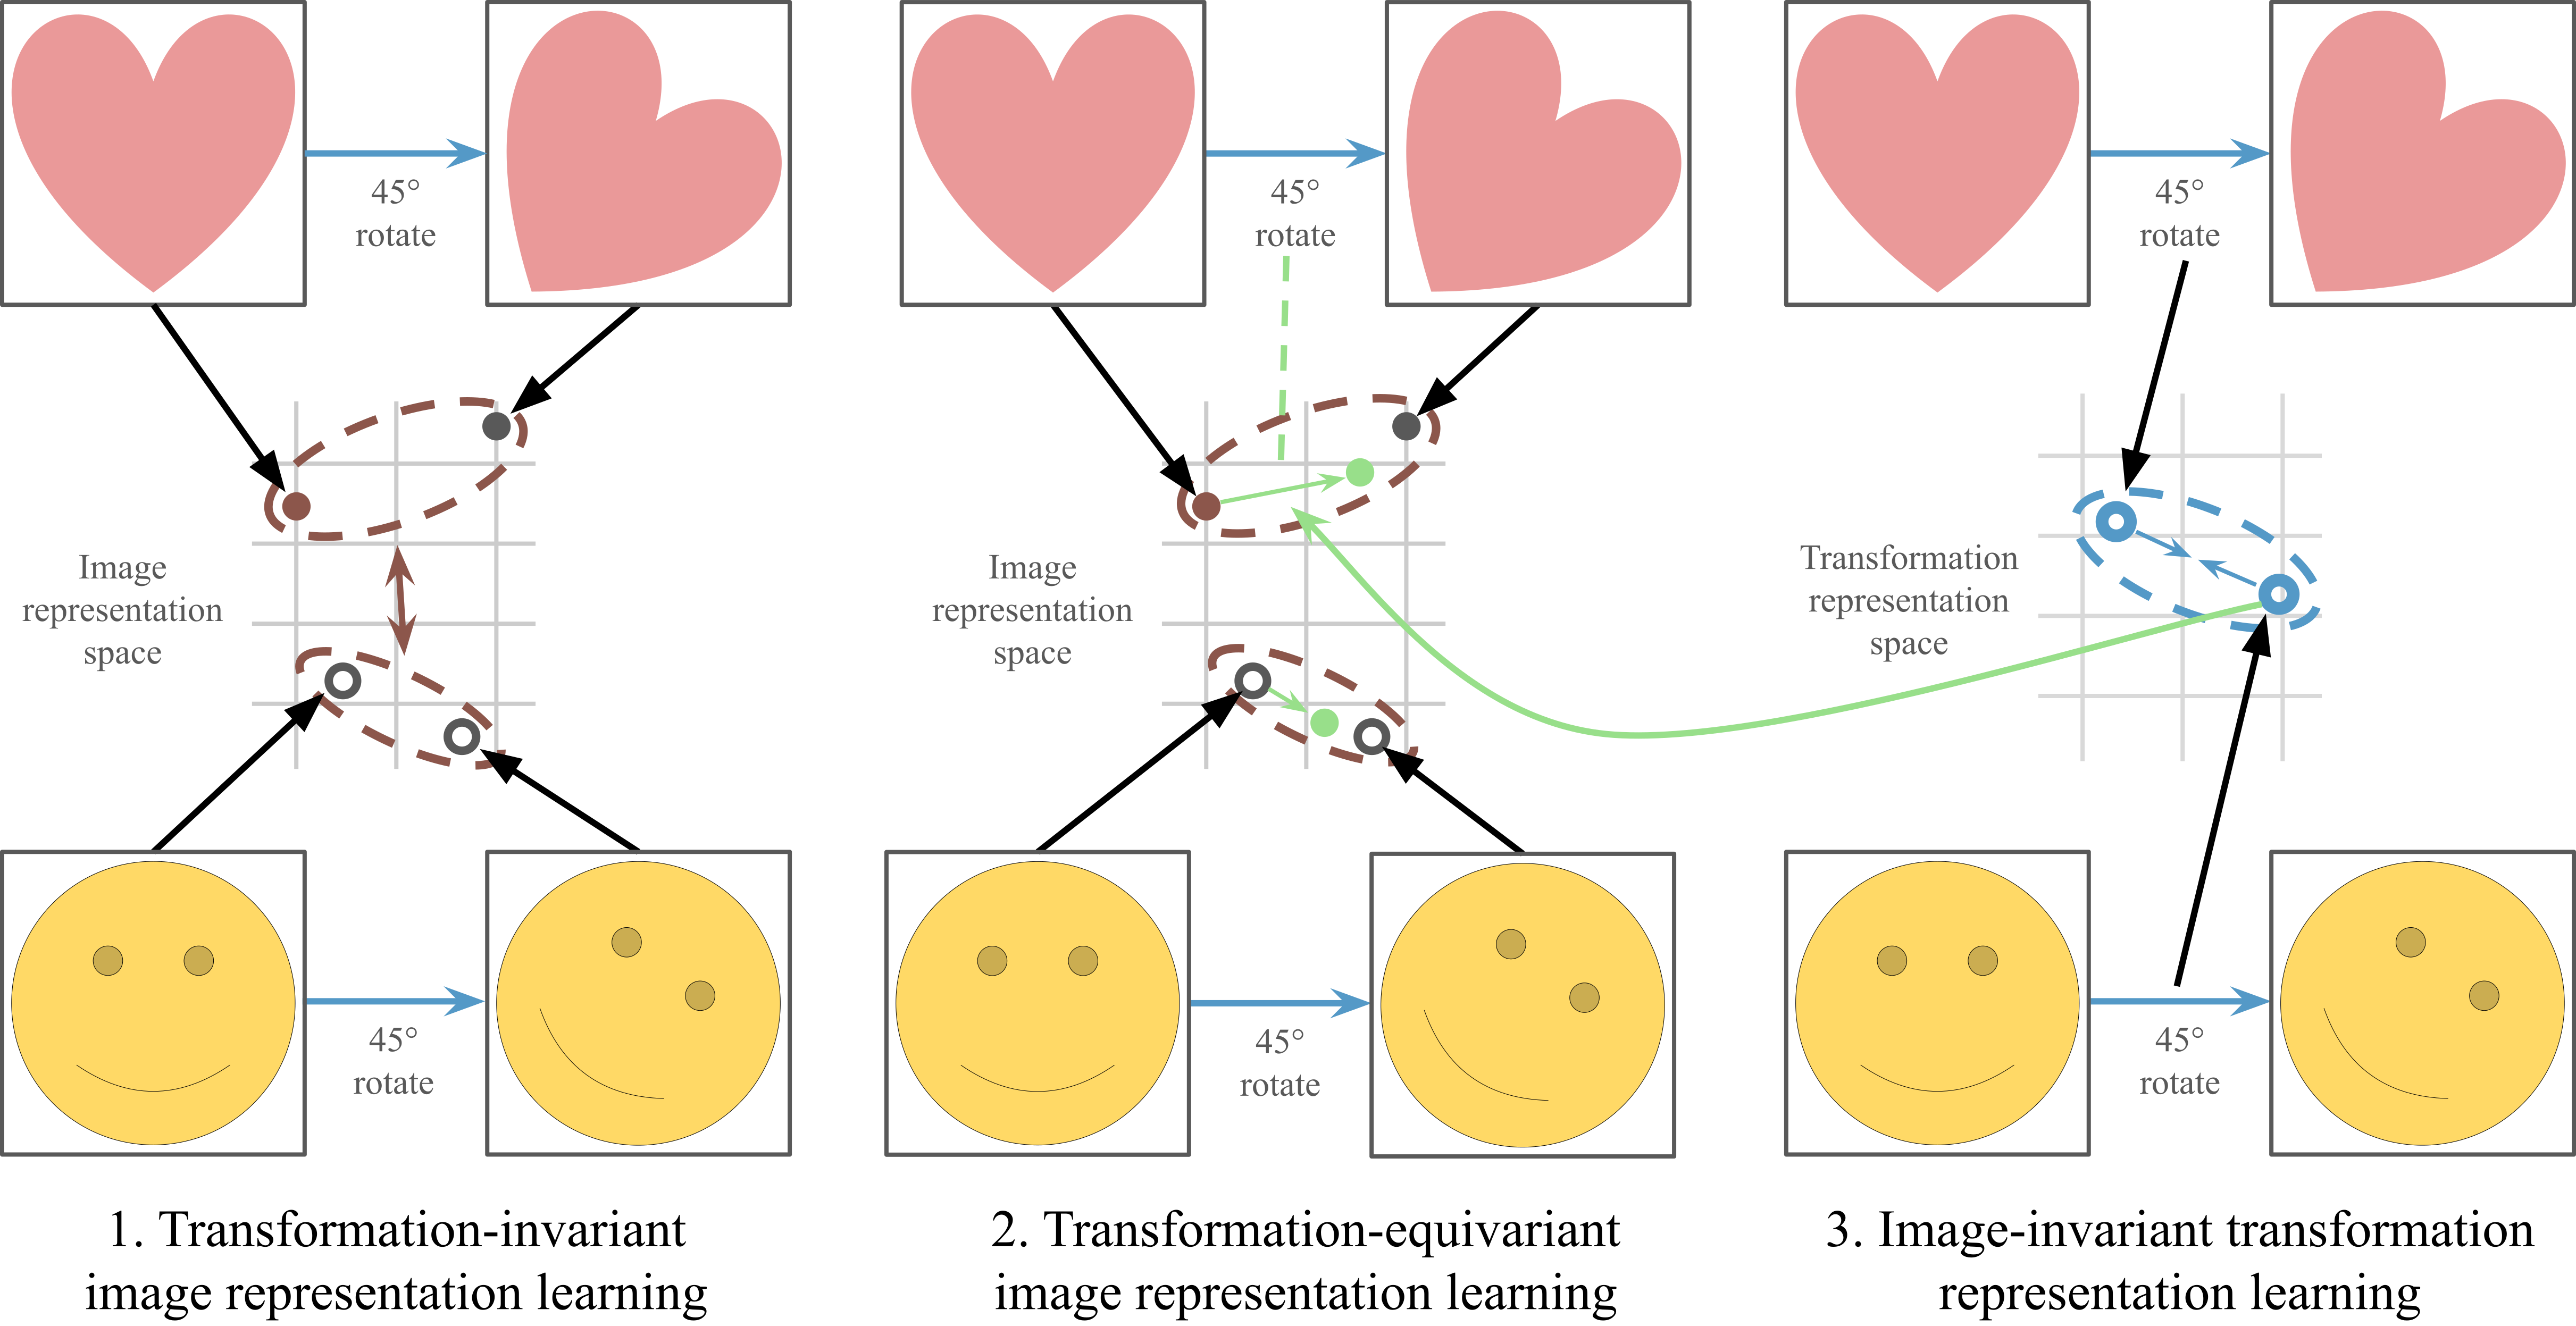 45°
rotate
45°
rotate
45°
rotate
Image
representation
space
Image
representation
space
Transformation
representation
space
45°
rotate
45°
rotate
45°
rotate
1. Transformation-invariant
image representation learning
2. Transformation-equivariant
image representation learning
3. Image-invariant transformation
representation learning